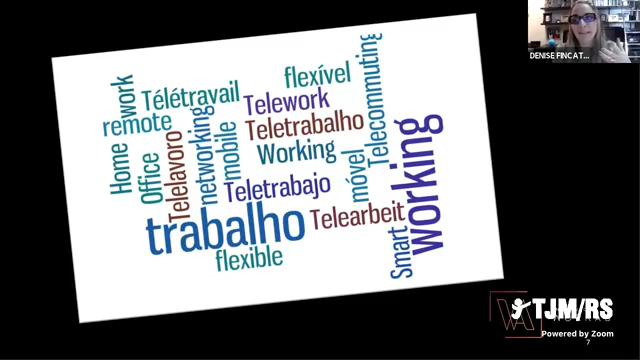 DENISE FINCAT...
work
Home
remote
Office
Télétravail
Telelavoro
networking
mobile
flexível
Telework
Teletrabalho
Working
Teletrabajo
móvel
Telecommuting
trabalho
Telearbeit
flexible
Smart
working
TJM/RS
Powered by Zoom
7